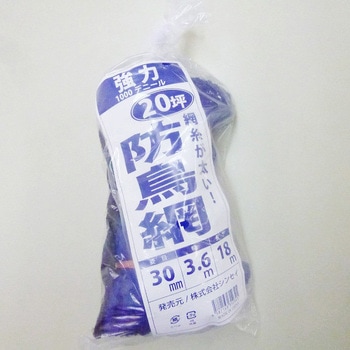 強力
1000デニール
20坪
網糸が太い!
防鳥網
30mm 3.6m 18m
発売元/株式会社シンセイ